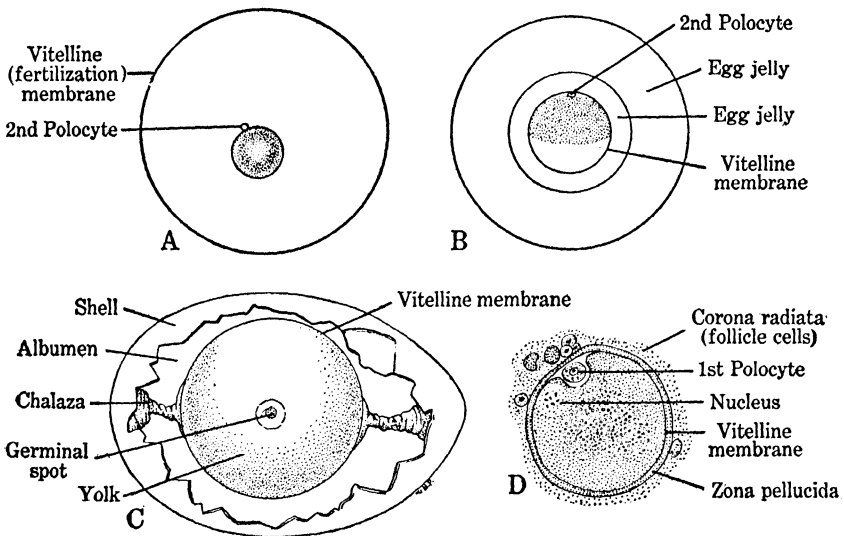 Vitelline
(fertilization)
membrane
2nd Polocyte
A
2nd Polocyte
Egg jelly
Egg jelly
Vitelline
membrane
B
Shell
Albumen
Chalaza
Germinal
spot
Yolk
Vitelline membrane
C
Corona radiata
(follicle cells)
1st Polocyte
Nucleus
Vitelline
membrane
Zona pellucida
D